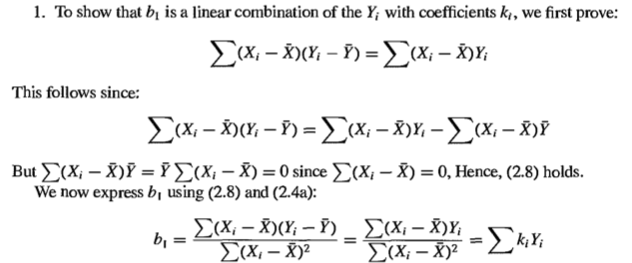 1. To show that b₁ is a linear combination of the Yᵢ with coefficients kᵢ, we first prove:
∑(Xᵢ – X̄)(Yᵢ – Ȳ) = ∑(Xᵢ – X̄)Yᵢ
This follows since:
∑(Xᵢ – X̄)(Yᵢ – Ȳ) = ∑(Xᵢ – X̄)Yᵢ – ∑(Xᵢ – X̄)Ȳ
But ∑(Xᵢ – X̄)Ȳ = Ȳ ∑(Xᵢ – X̄) = 0 since ∑(Xᵢ – X̄) = 0, Hence, (2.8) holds.
We now express b₁ using (2.8) and (2.4a):
b₁ = ∑(Xᵢ – X̄)(Yᵢ – Ȳ) / ∑(Xᵢ – X̄)² = ∑(Xᵢ – X̄)Yᵢ / ∑(Xᵢ – X̄)² = ∑kᵢYᵢ